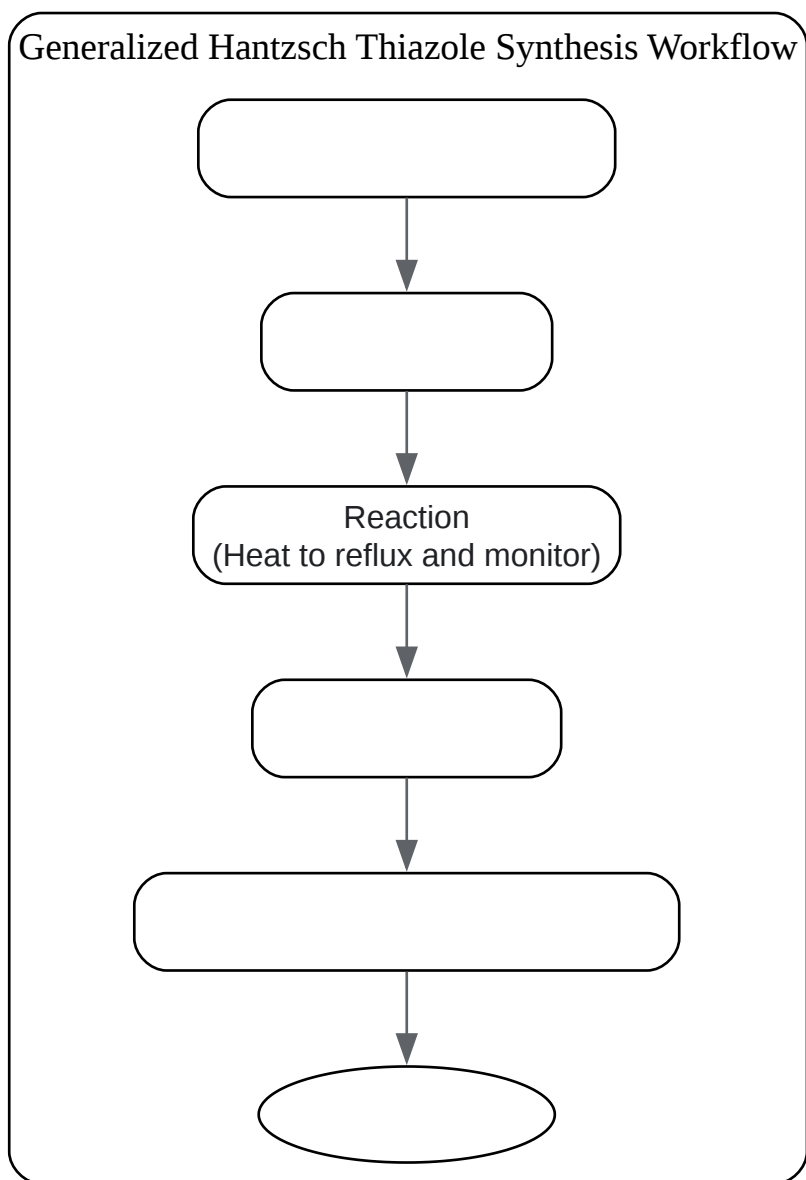 Generalized Hantzsch Thiazole Synthesis Workflow
Reaction
(Heat to reflux and monitor)